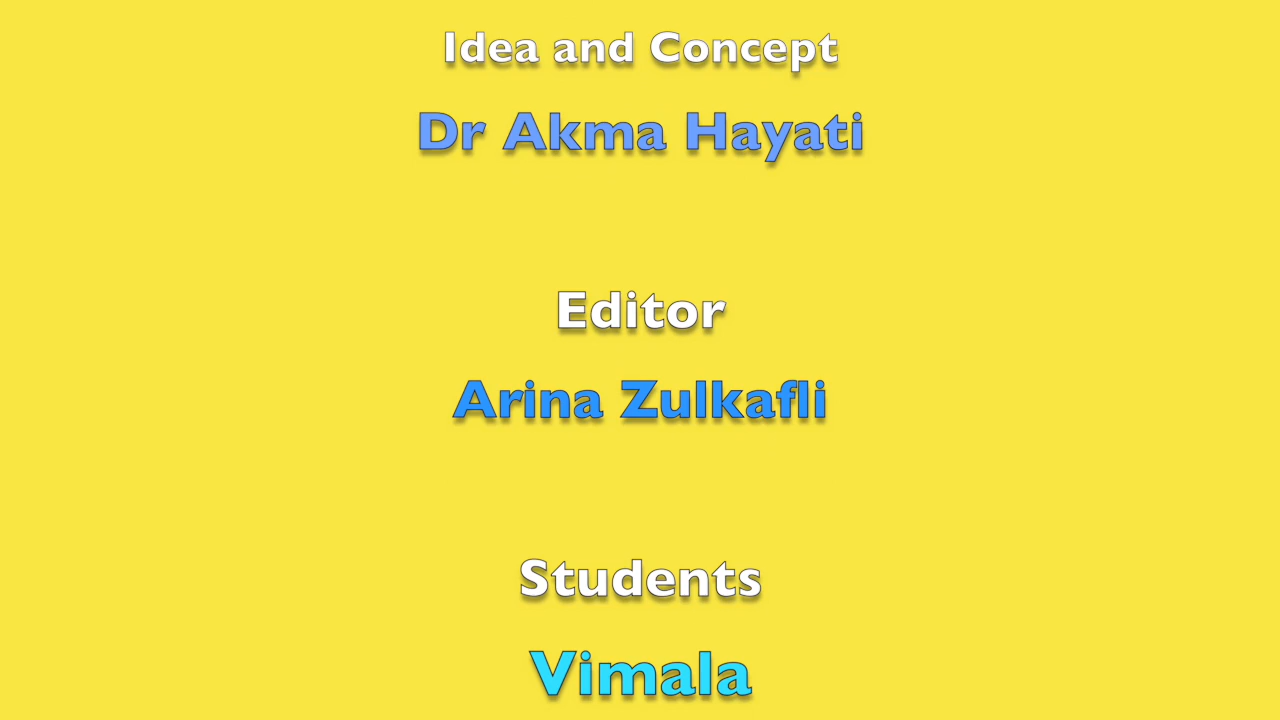 Idea and Concept
Dr Akma Hayati
Editor
Arina Zulkafli
Students
Vimala